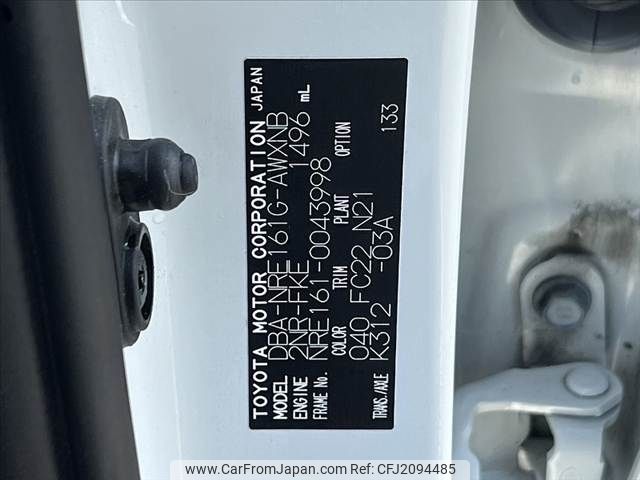 TOYOTA MOTOR CORPORATION JAPAN
MODEL DBA-NRE161G-AWXNB
ENGINE 2NR-FKE 1496 mL
FRAME No. NRE161-0043998
COLOR TRIM PLANT OPTION
040 FC22 N21 133
TRANS./AXLE K312 -03A
www.CarFromJapan.com
CFJ2094485